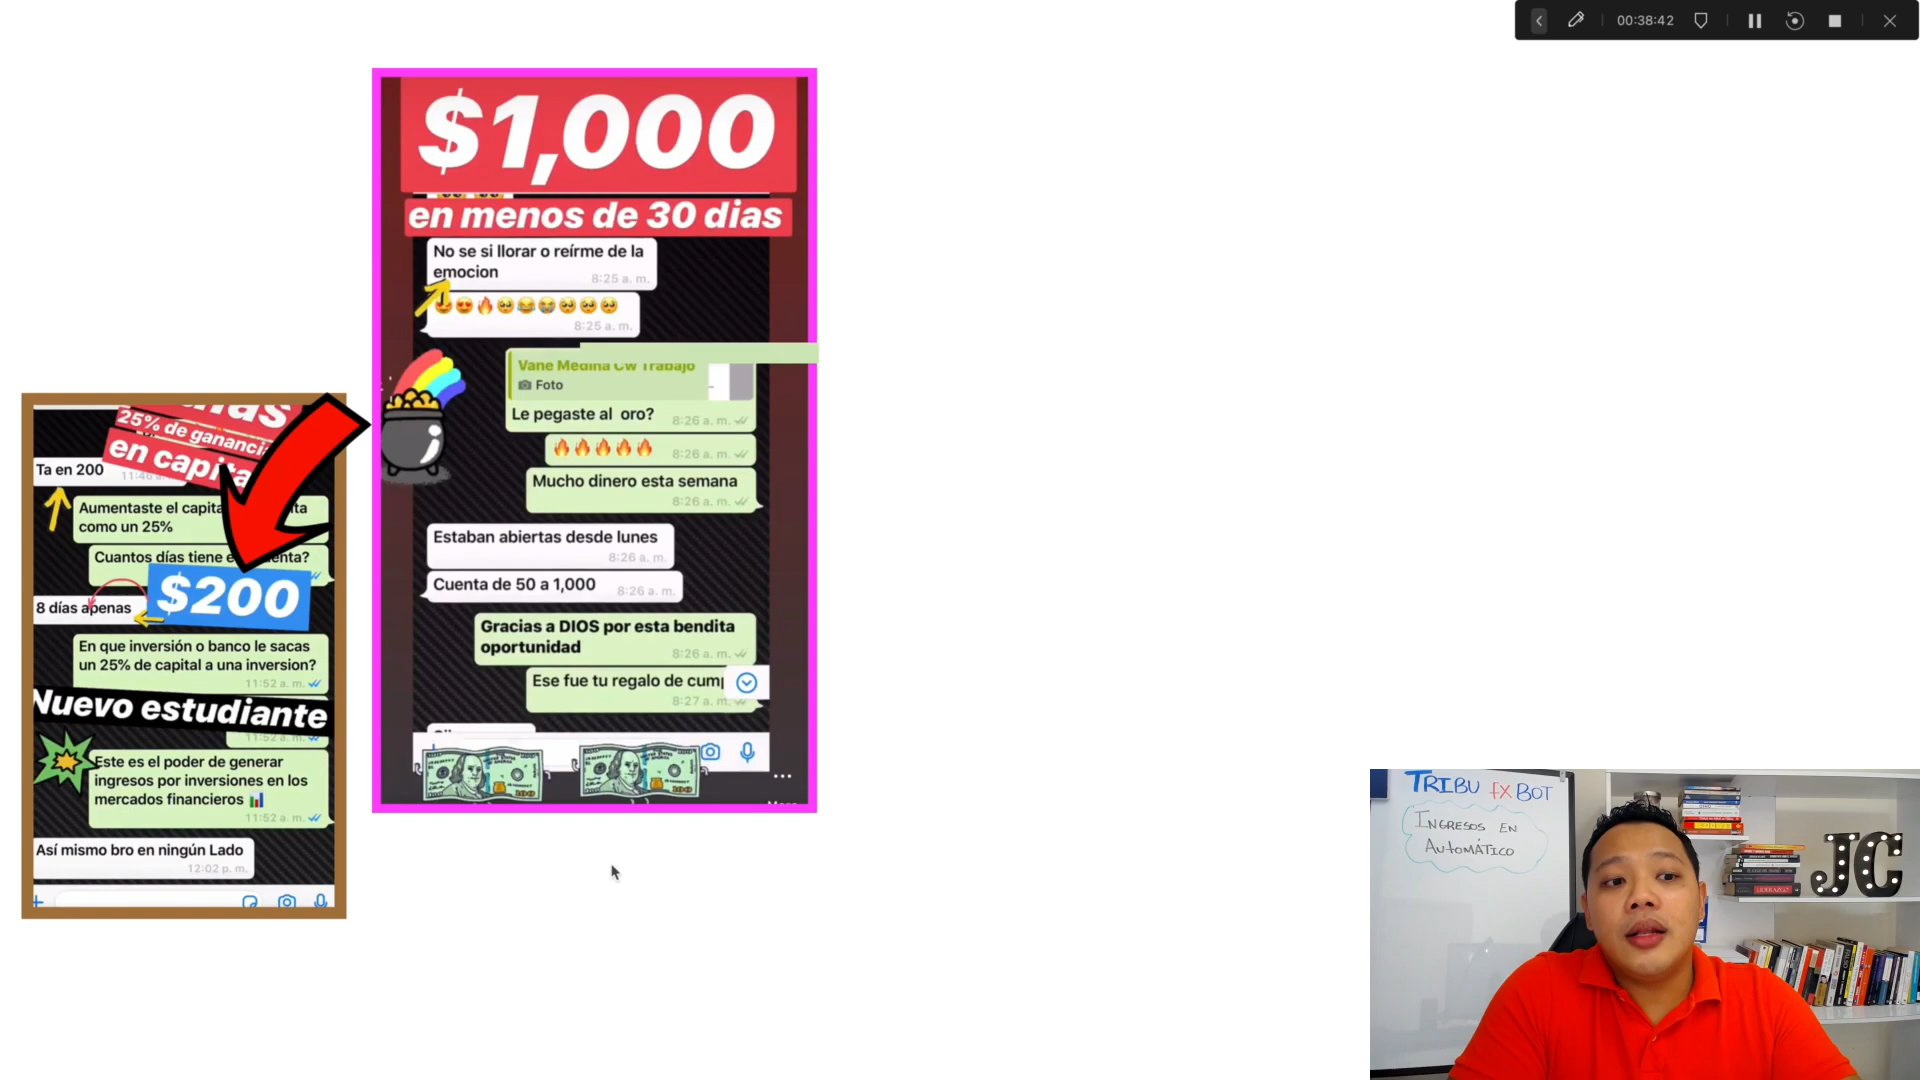 00:38:42
$1,000
en menos de 30 dias
No se si llorar o reírme de la
emocion
8:25 a. m.
8:25 a. m.
Vane Medina CW Trabajo
Foto
Le pegaste al oro?
8:26 a. m.
8:26 a. m.
Mucho dinero esta semana
8:26 a. m.
Estaban abiertas desde lunes
8:26 a. m.
Cuenta de 50 a 1,000
8:26 a. m.
Gracias a DIOS por esta bendita
oportunidad
8:26 a. m.
Ese fue tu regalo de
8:27 a. m.
25% de
en
Ta en 200
11:46
Aumentaste el
como un 25%
Cuantos días tiene
$200
8 días apenas
En que inversión o banco le sacas
un 25% de capital a una inversion?
11:52 a. m.
Nuevo estudiante
11:52 a. m.
Este es el poder de generar
ingresos por inversiones en los
mercados financieros
11:52 a. m.
Así mismo bro en ningún Lado
12:02 p. m.
TRIBU fx BOT
INGRESOS EN
AutoMÁTICO
JC
LIDERAZGO